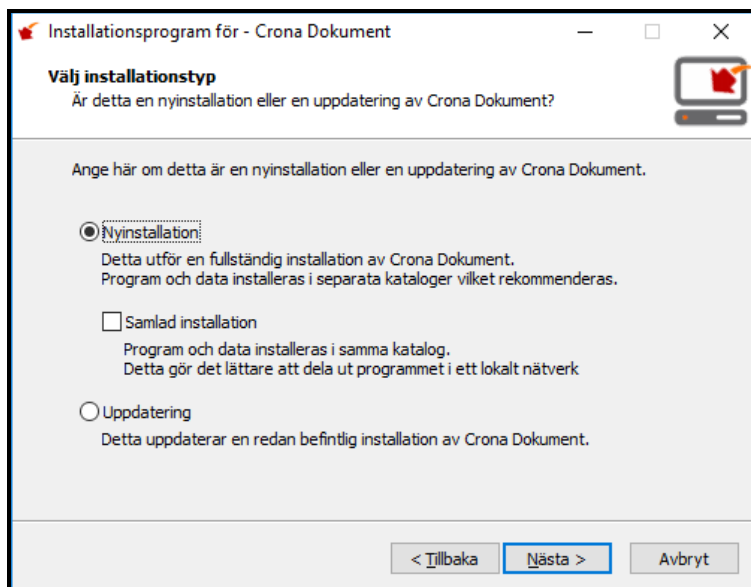 Installationsprogram för - Crona Dokument
Välj installationstyp
Är detta en nyinstallation eller en uppdatering av Crona Dokument?
Ange här om detta är en nyinstallation eller en uppdatering av Crona Dokument.
Nyinstallation
Detta utför en fullständig installation av Crona Dokument.
Program och data installeras i separata kataloger vilket rekommenderas.
Samlad installation
Program och data installeras i samma katalog.
Detta gör det lättare att dela ut programmet i ett lokalt nätverk
Uppdatering
Detta uppdaterar en redan befintlig installation av Crona Dokument.
< Tillbaka
Nästa >
Avbryt